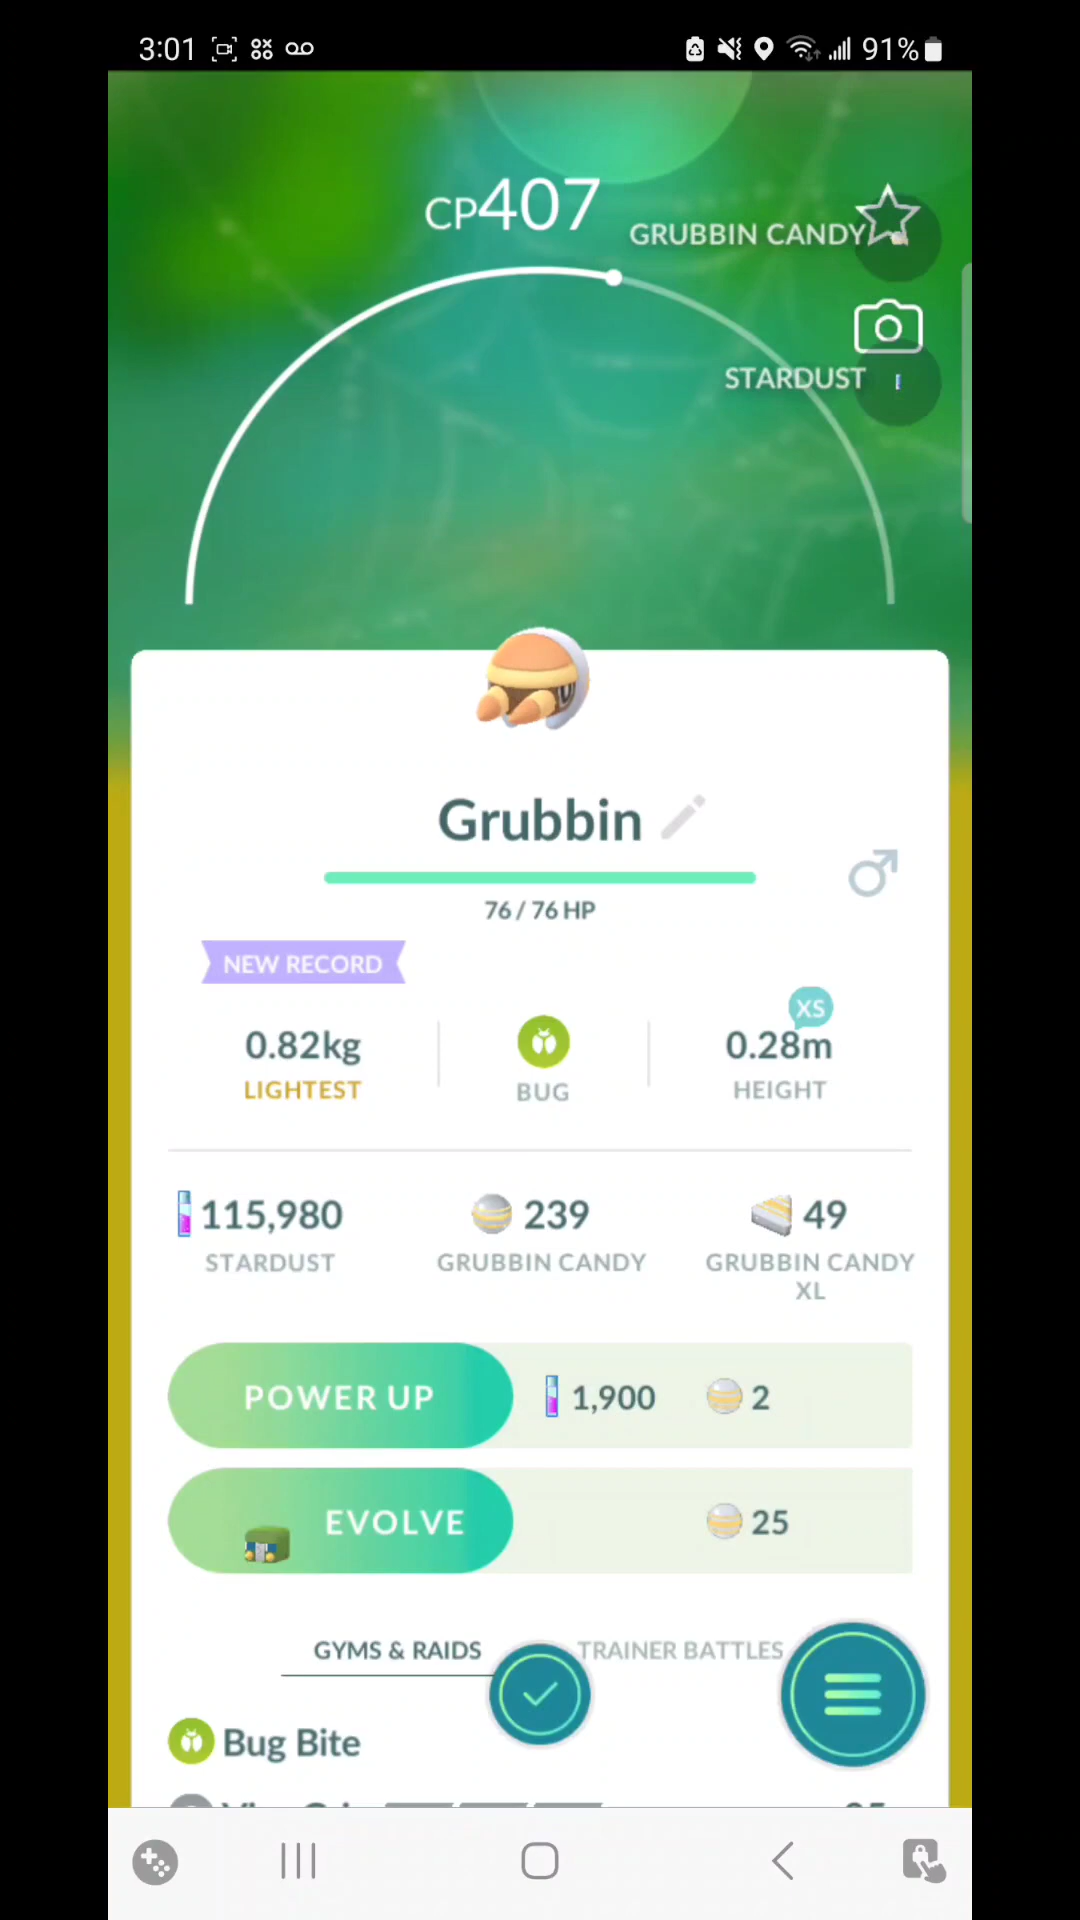 3:01 91%
CP407
GRUBBIN CANDY
STARDUST
Grubbin
76 / 76 HP
NEW RECORD
XS
0.82kg 0.28m
LIGHTEST BUG HEIGHT
115,980 239 49
STARDUST GRUBBIN CANDY GRUBBIN CANDY
XL
POWER UP 1,900 2
EVOLVE 25
GYMS & RAIDS TRAINER BATTLES
Bug Bite